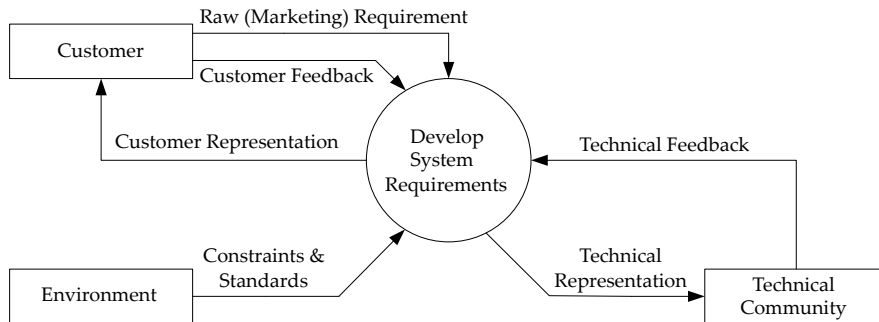 Raw (Marketing) Requirement
Customer
Customer Feedback
Customer Representation
Develop
System
Requirements
Technical Feedback
Constraints &
Standards
Environment
Technical
Representation
Technical
Community